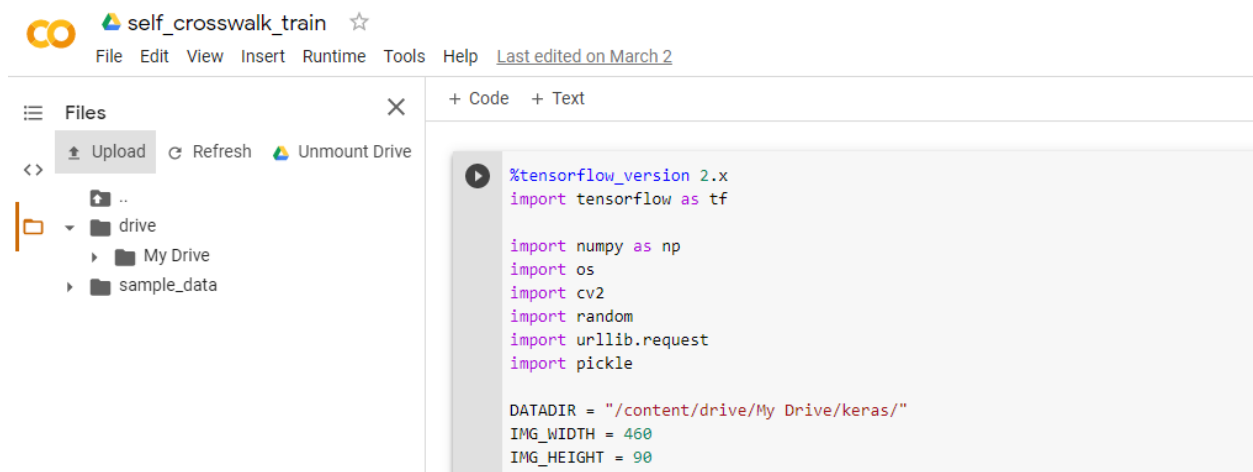 self_crosswalk_train
File Edit View Insert Runtime Tools Help Last edited on March 2
Files
+ Code + Text
Upload Refresh Unmount Drive
..
drive
My Drive
sample_data
%tensorflow_version 2.x
import tensorflow as tf
import numpy as np
import os
import cv2
import random
import urllib.request
import pickle
DATADIR = "/content/drive/My Drive/keras/"
IMG_WIDTH = 460
IMG_HEIGHT = 90